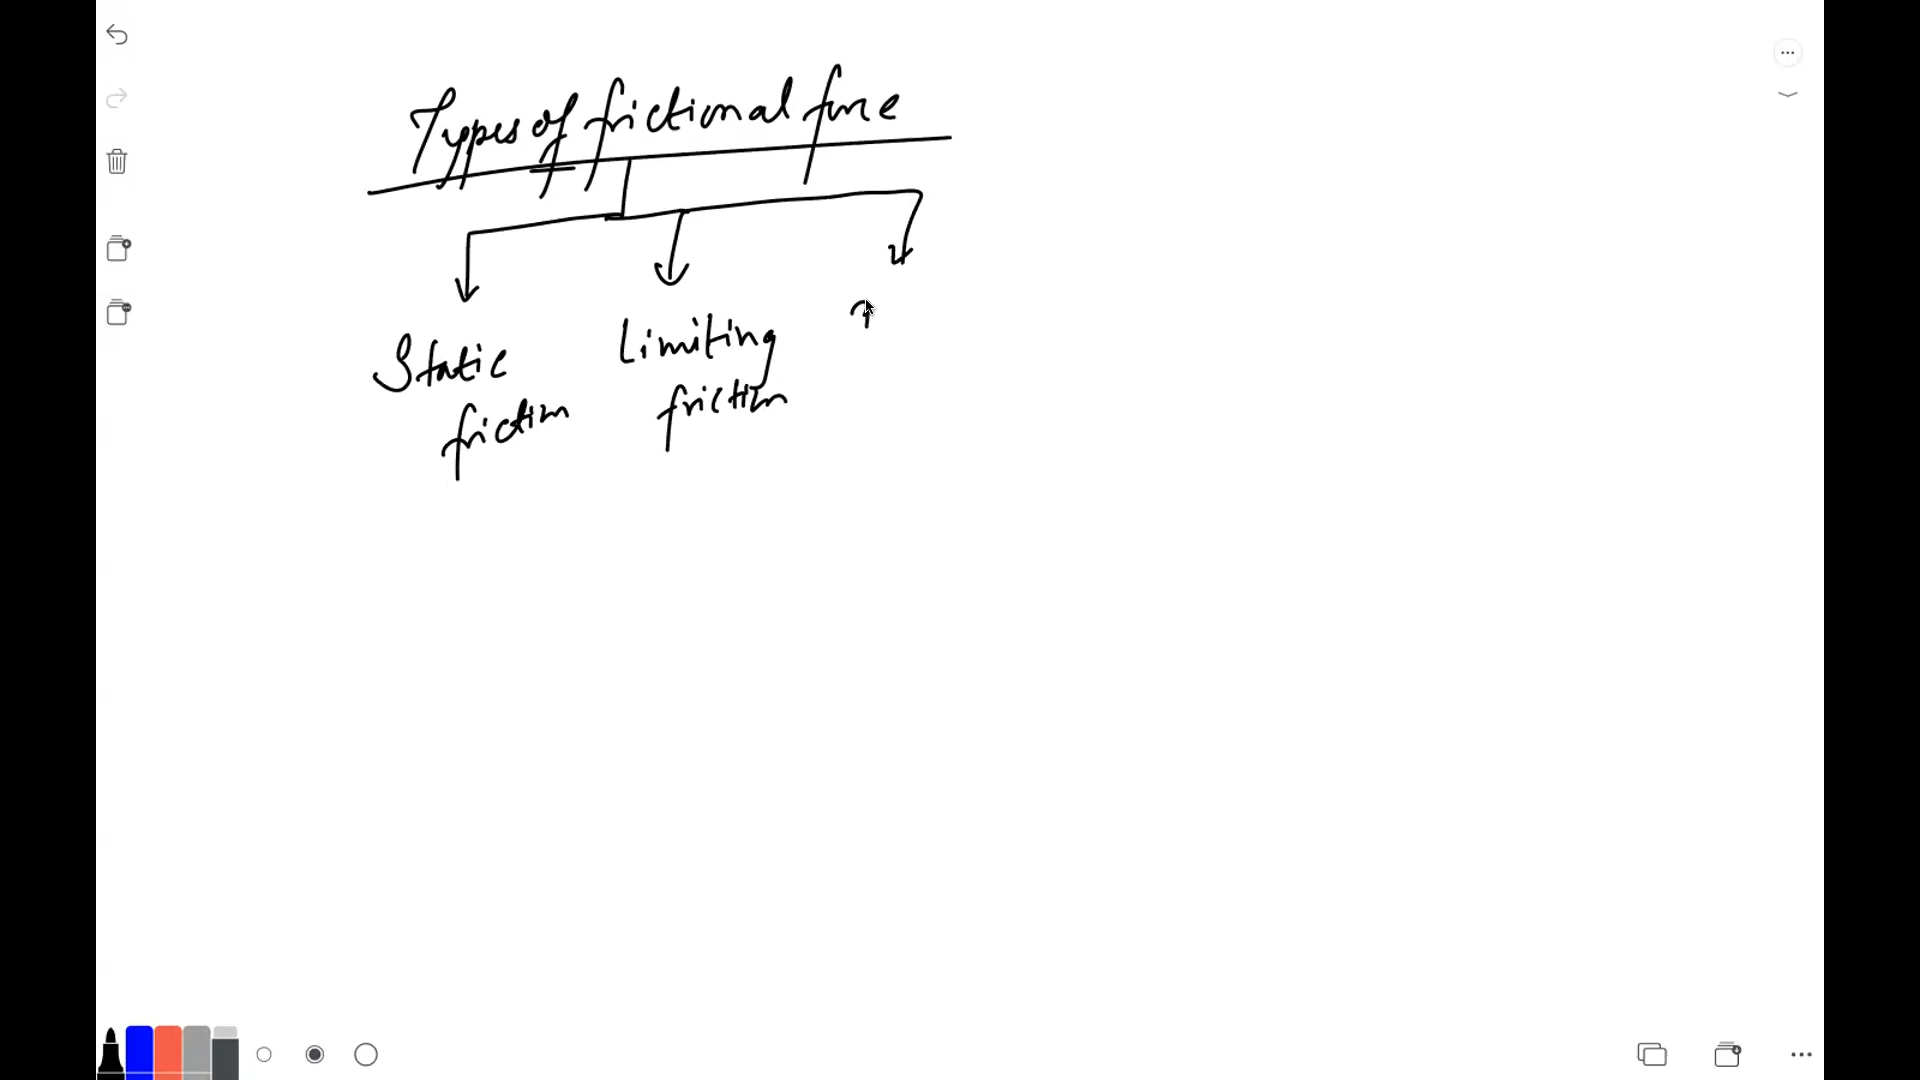 Types of frictional force
Static
friction
Limiting
friction